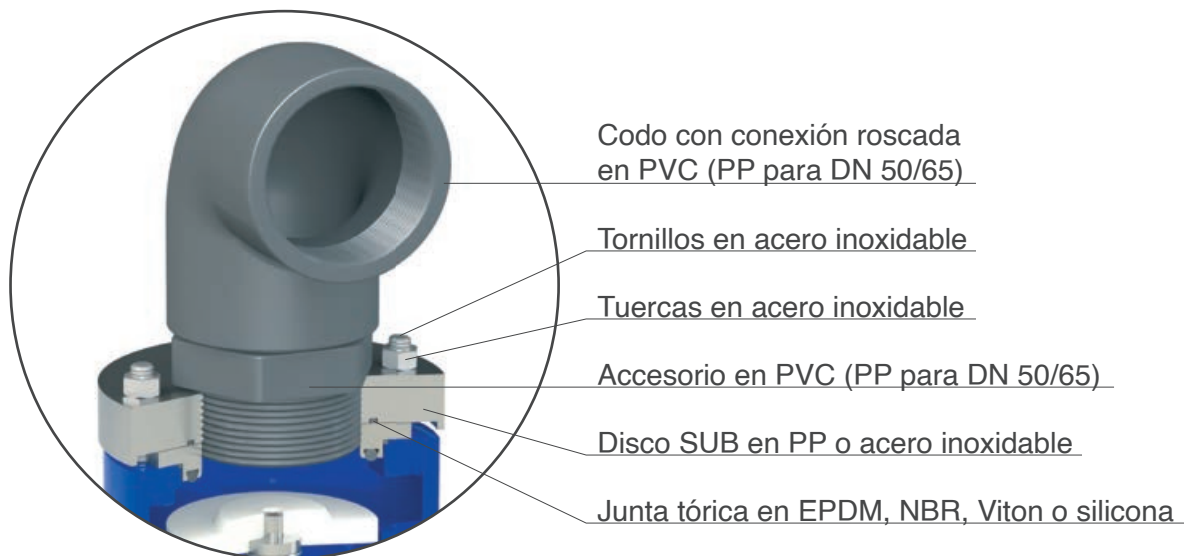 Codo con conexión roscada
en PVC (PP para DN 50/65)
Tornillos en acero inoxidable
Tuercas en acero inoxidable
Accesorio en PVC (PP para DN 50/65)
Disco SUB en PP o acero inoxidable
Junta tórica en EPDM, NBR, Viton o silicona